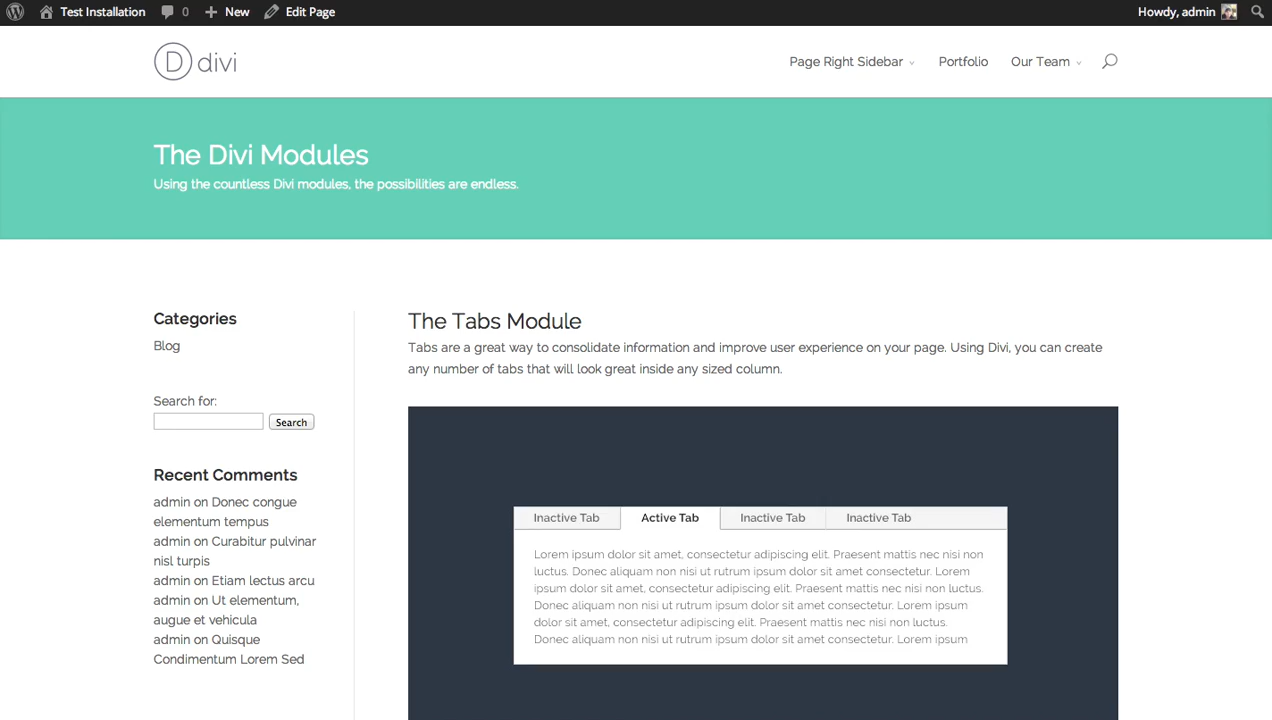 Test Installation 0 New Edit Page Howdy, admin
D divi
Page Right Sidebar Portfolio Our Team
The Divi Modules
Using the countless Divi modules, the possibilities are endless.
Categories
Blog
Search for:
Search
Recent Comments
admin on Donec congue
elementum tempus
admin on Curabitur pulvinar
nisl turpis
admin on Etiam lectus arcu
admin on Ut elementum,
augue et vehicula
admin on Quisque
Condimentum Lorem Sed
The Tabs Module
Tabs are a great way to consolidate information and improve user experience on your page. Using Divi, you can create
any number of tabs that will look great inside any sized column.
Inactive Tab Active Tab Inactive Tab Inactive Tab
Lorem ipsum dolor sit amet, consectetur adipiscing elit. Praesent mattis nec nisi non
luctus. Donec aliquam non nisi ut rutrum ipsum dolor sit amet consectetur. Lorem
ipsum dolor sit amet, consectetur adipiscing elit. Praesent mattis nec nisi non luctus.
Donec aliquam non nisi ut rutrum ipsum dolor sit amet consectetur. Lorem ipsum
dolor sit amet, consectetur adipiscing elit. Praesent mattis nec nisi non luctus.
Donec aliquam non nisi ut rutrum ipsum dolor sit amet consectetur. Lorem ipsum